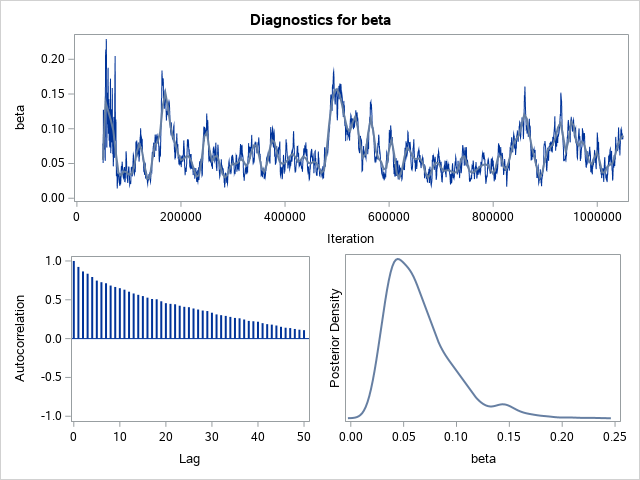 Diagnostics for beta
beta
0.20
0.15
0.10
0.05
0.00
0 200000 400000 600000 800000 1000000
Iteration
Autocorrelation
1.0
0.5
0.0
-0.5
-1.0
0 10 20 30 40 50
Lag
Posterior Density
0.00 0.05 0.10 0.15 0.20 0.25
beta